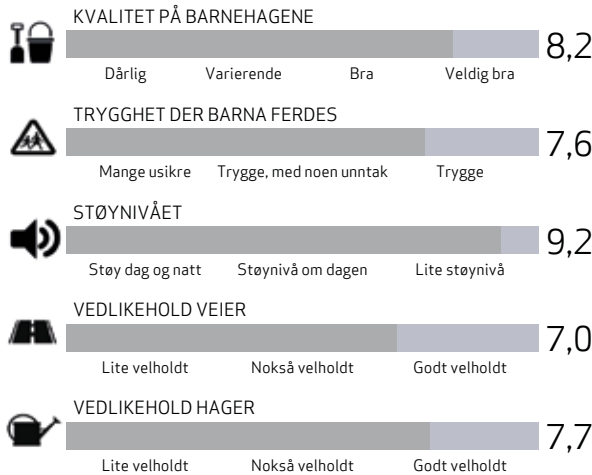 KVALITET PÅ BARNEHAGENE
8,2
Dårlig Varierende Bra Veldig bra
TRYGGHET DER BARNA FERDES
7,6
Mange usikre Trygge, med noen unntak Trygge
STØYNIVÅET
9,2
Støy dag og natt Støynivå om dagen Lite støynivå
VEDLIKEHOLD VEIER
7,0
Lite velholdt Nokså velholdt Godt velholdt
VEDLIKEHOLD HAGER
7,7
Lite velholdt Nokså velholdt Godt velholdt